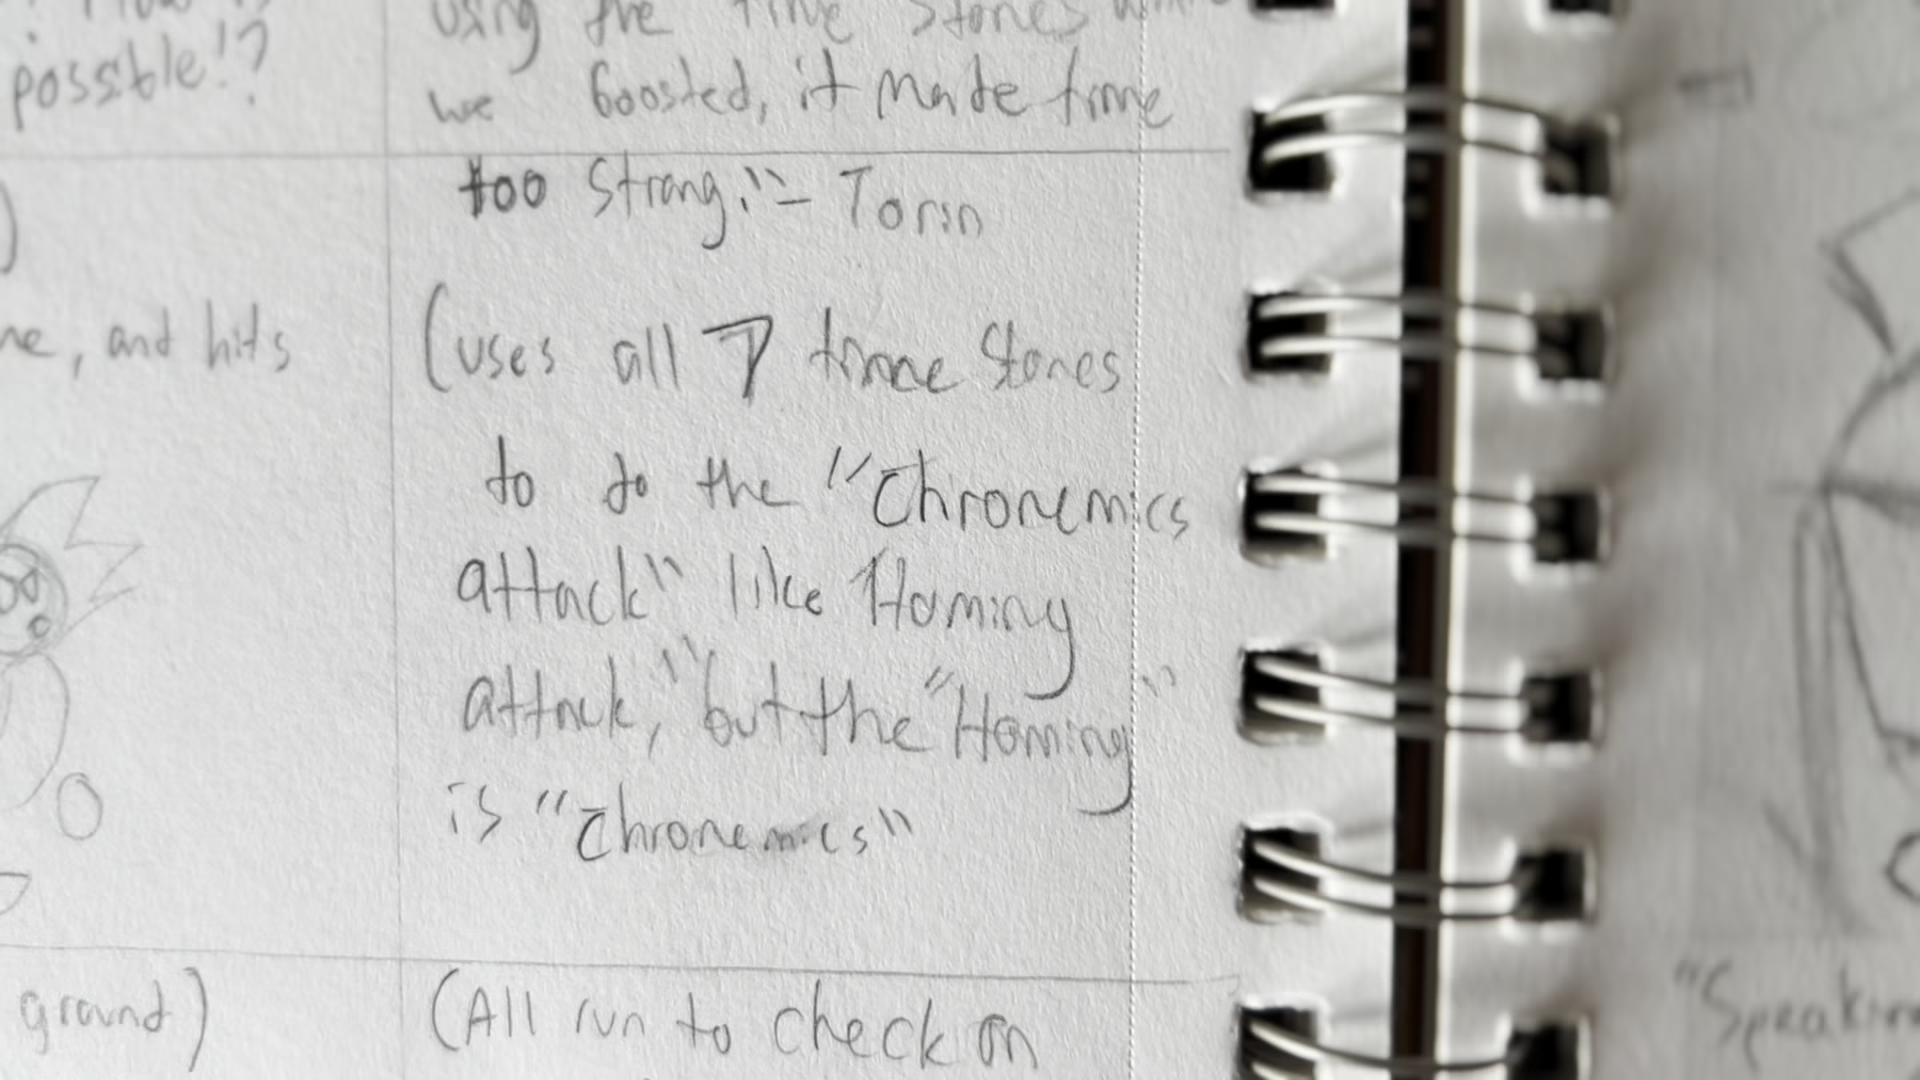 possible!?
using the time stones
we boosted, it made time
too strong!"- Torin
, and hits
(uses all 7 time stones
to do the "Chronemics
attack" like Homing
attack," but the "Homing"
is "Chronemics"
ground)
(All run to check on